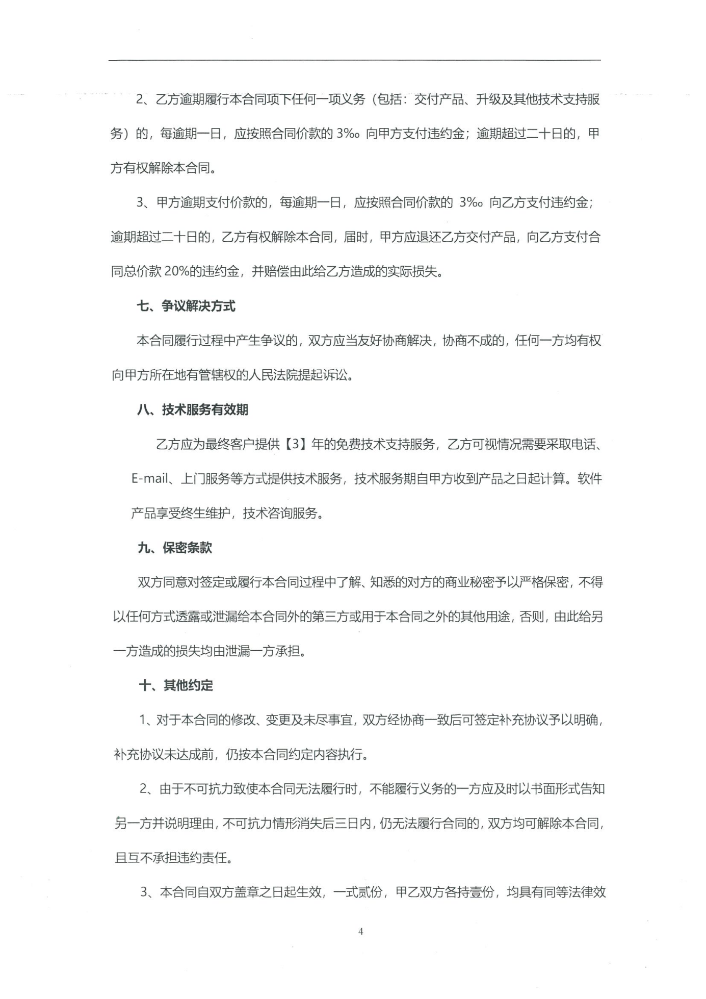 2、乙方逾期履行本合同项下任何一项义务（包括：交付产品、升级及其他技术支持服
务）的，每逾期一日，应按照合同价款的 3‰ 向甲方支付违约金；逾期超过二十日的，甲
方有权解除本合同。
3、甲方逾期支付价款的，每逾期一日，应按照合同价款的 3‰ 向乙方支付违约金；
逾期超过二十日的，乙方有权解除本合同，届时，甲方应退还乙方交付产品，向乙方支付合
同总价款 20%的违约金，并赔偿由此给乙方造成的实际损失。
七、争议解决方式
本合同履行过程中产生争议的，双方应当友好协商解决，协商不成的，任何一方均有权
向甲方所在地有管辖权的人民法院提起诉讼。
八、技术服务有效期
乙方应为最终客户提供【3】年的免费技术支持服务，乙方可视情况需要采取电话、
E-mail、上门服务等方式提供技术服务，技术服务期自甲方收到产品之日起计算。软件
产品享受终生维护，技术咨询服务。
九、保密条款
双方同意对签定或履行本合同过程中了解、知悉的对方的商业秘密予以严格保密，不得
以任何方式透露或泄漏给本合同外的第三方或用于本合同之外的其他用途，否则，由此给另
一方造成的损失均由泄漏一方承担。
十、其他约定
1、对于本合同的修改、变更及未尽事宜，双方经协商一致后可签定补充协议予以明确，
补充协议未达成前，仍按本合同约定内容执行。
2、由于不可抗力致使本合同无法履行时，不能履行义务的一方应及时以书面形式告知
另一方并说明理由，不可抗力情形消失后三日内，仍无法履行合同的，双方均可解除本合同，
且互不承担违约责任。
3、本合同自双方盖章之日起生效，一式贰份，甲乙双方各持壹份，均具有同等法律效
4